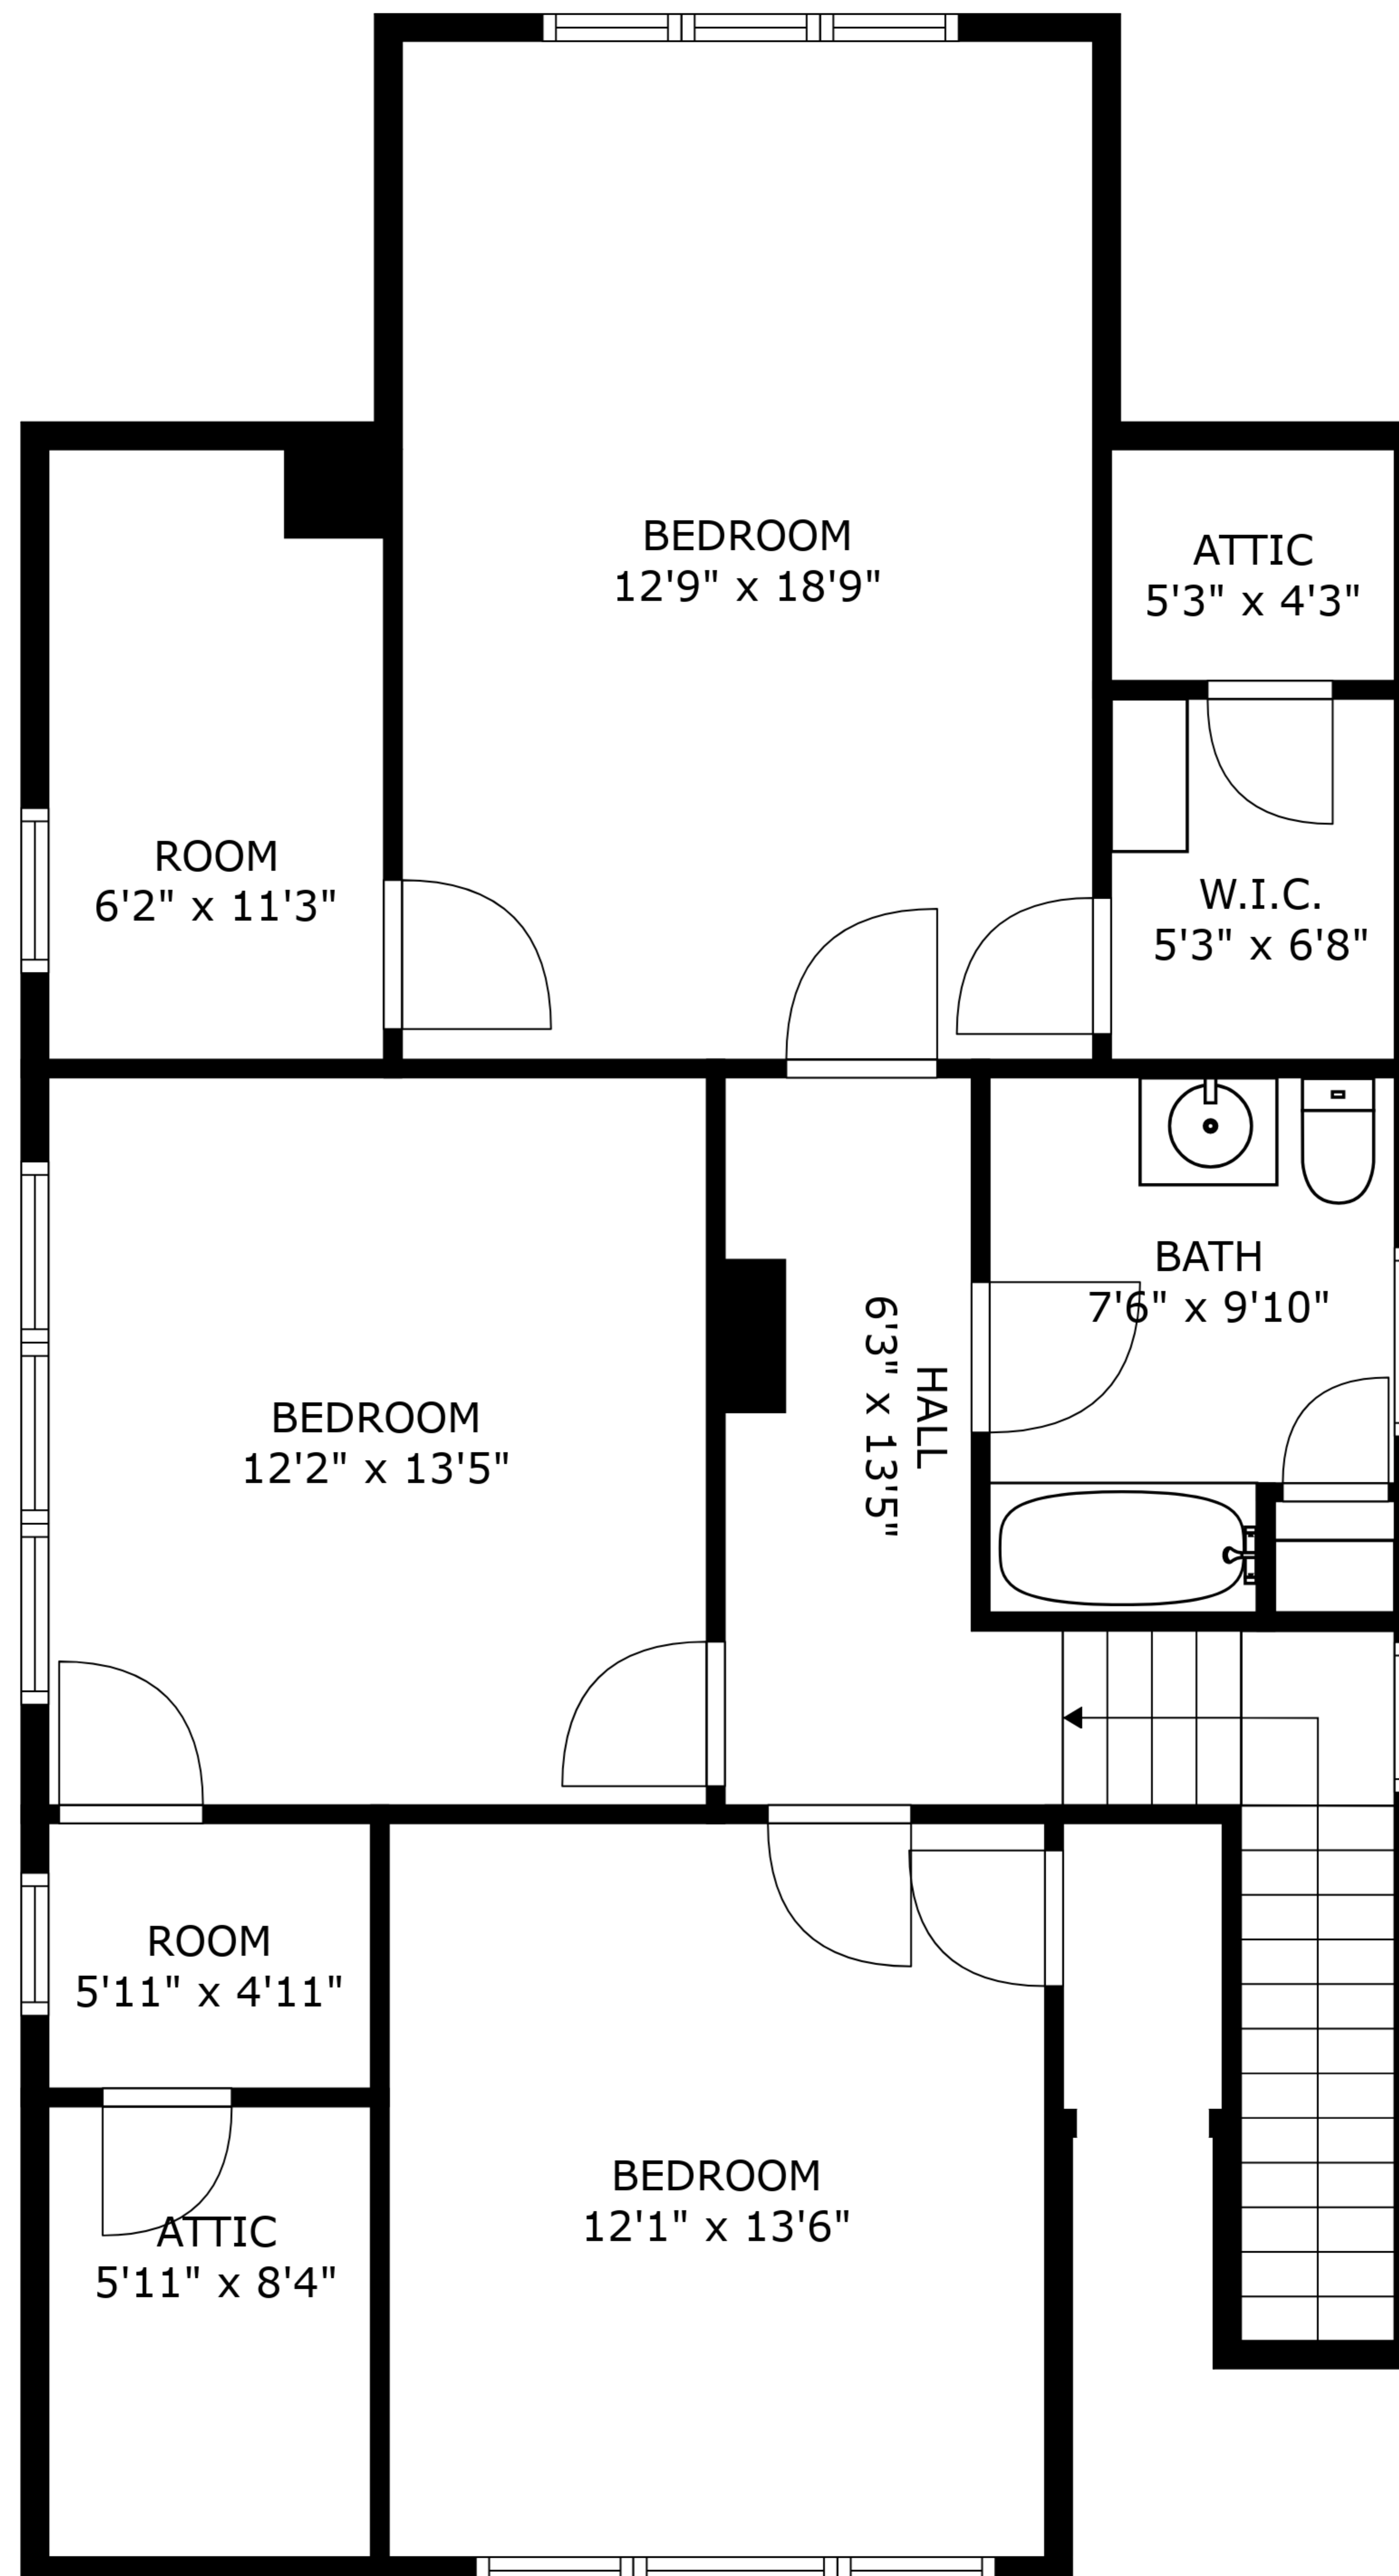 BEDROOM
12'9" x 18'9"
ATTIC
5'3" x 4'3"
ROOM
6'2" x 11'3"
W.I.C.
5'3" x 6'8"
BATH
7'6" x 9'10"
HALL
6'3" x 13'5"
BEDROOM
12'2" x 13'5"
ROOM
5'11" x 4'11"
BEDROOM
12'1" x 13'6"
ATTIC
5'11" x 8'4"